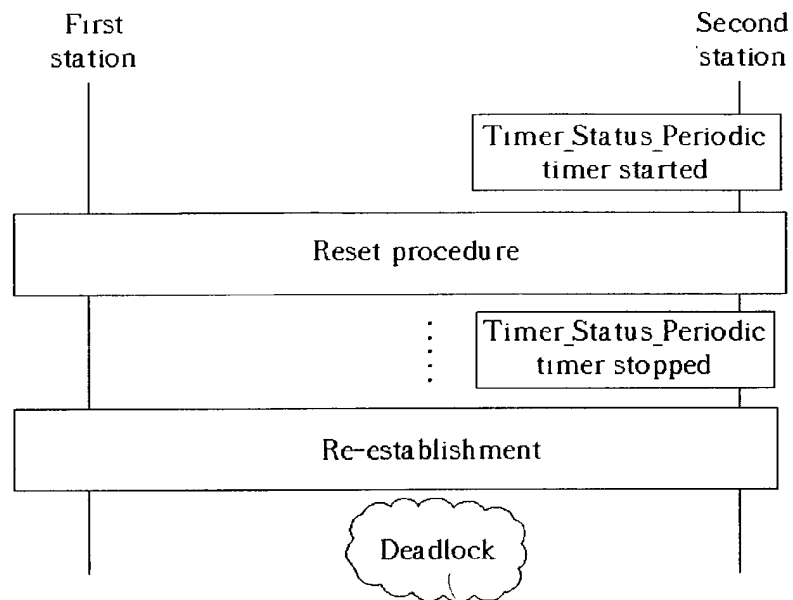 First
station
Second
station
Timer_Status_Periodic
timer started
Reset procedure
Timer_Status_Periodic
timer stopped
Re-establishment
Deadlock